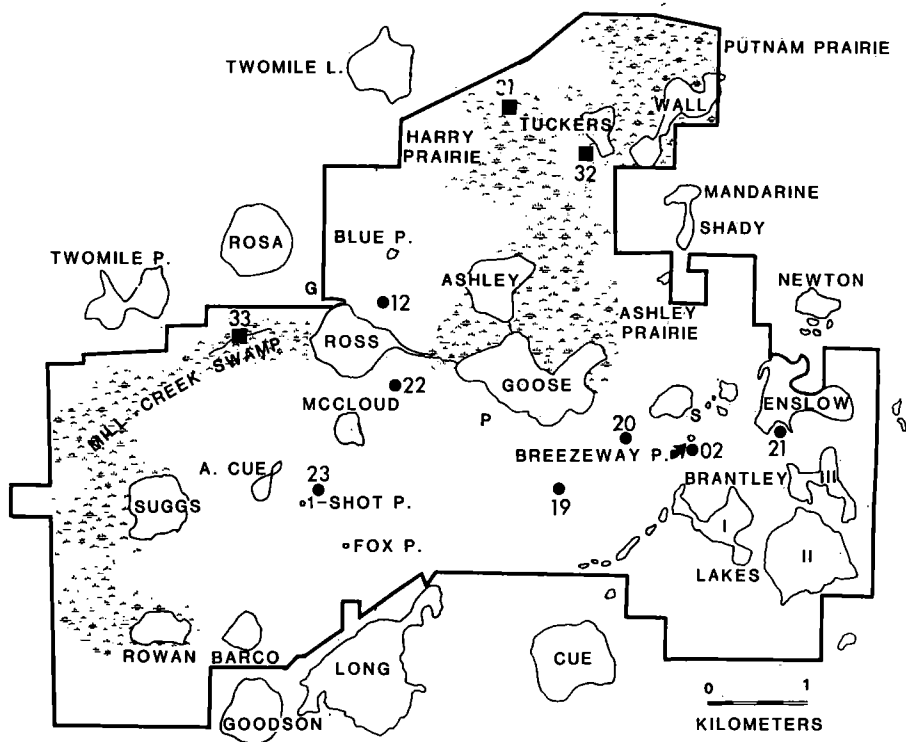 PUTNAM PRAIRIE
TWOMILE L.
WALL
31
TUCKERS
HARRY
PRAIRIE
32
MANDARINE
SHADY
ROSA
BLUE P.
TWOMILE P.
ASHLEY
NEWTON
G
12
ASHLEY
PRAIRIE
33
ROSS
MILL CREEK SWAMP
GOOSE
22
ENSLOW
MCCLOUD
P
S
20
21
BREEZEWAY P.
02
A. CUE
23
BRANTLEY
III
SUGGS
1-SHOT P.
19
I
FOX P.
II
LAKES
ROWAN
BARCO
LONG
CUE
0 1
GOODSON
KILOMETERS